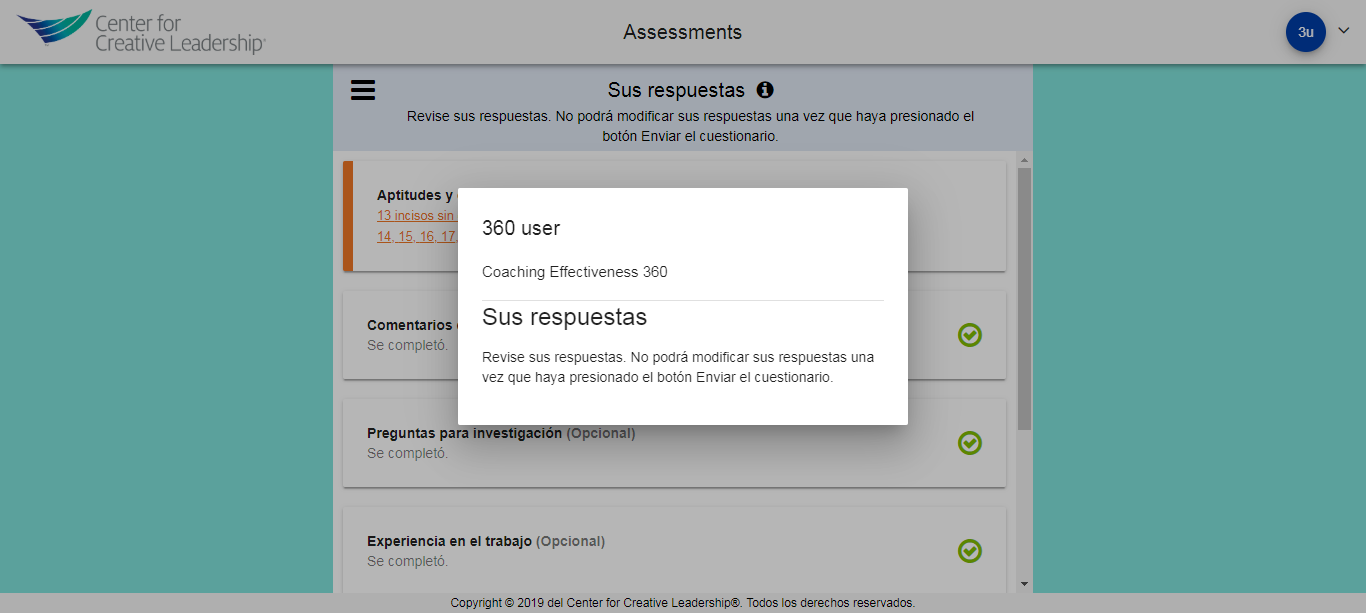 Center for
Creative Leadership®
Assessments
3u
Sus respuestas
Revise sus respuestas. No podrá modificar sus respuestas una vez que haya presionado el
botón Enviar el cuestionario.
Aptitudes y
13 incisos sin
14, 15, 16, 17,
360 user
Coaching Effectiveness 360
Sus respuestas
Revise sus respuestas. No podrá modificar sus respuestas una
vez que haya presionado el botón Enviar el cuestionario.
Comentarios
Se completó.
Preguntas para investigación (Opcional)
Se completó.
Experiencia en el trabajo (Opcional)
Se completó.
Copyright © 2019 del Center for Creative Leadership®. Todos los derechos reservados.